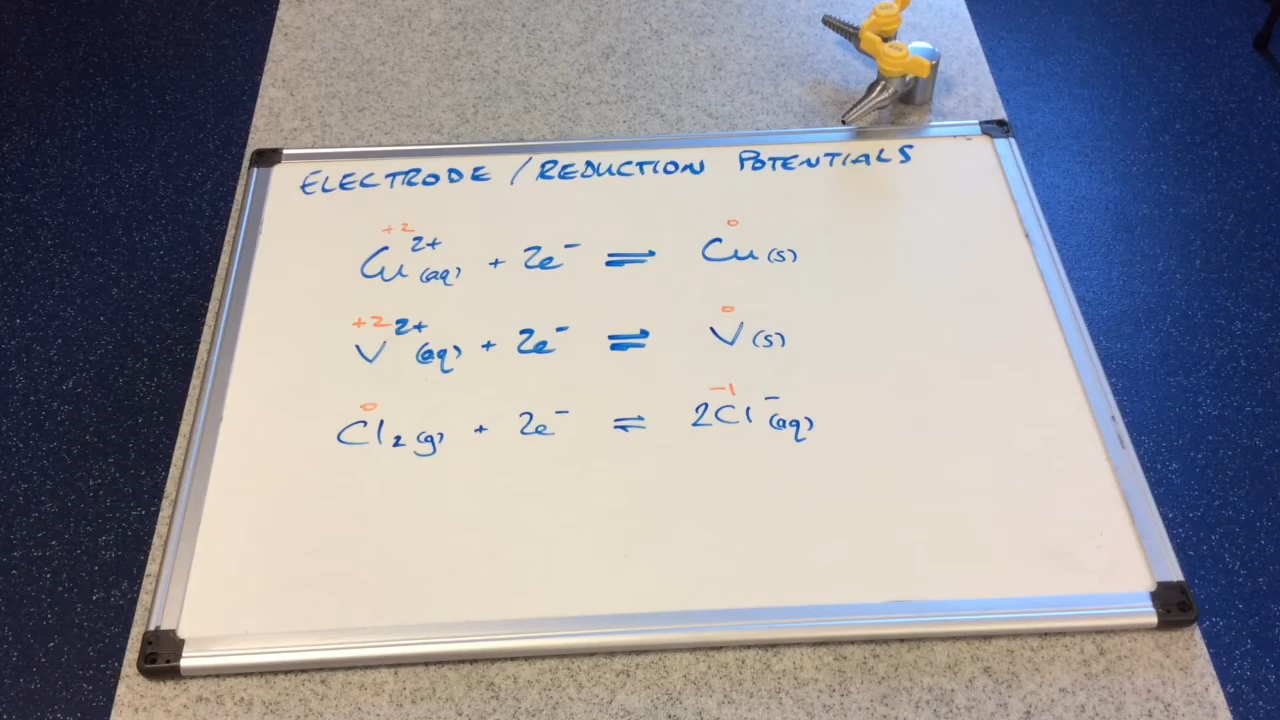 ELECTRODE / REDUCTION POTENTIALS
+2 0
Cu²⁺(aq) + 2e⁻ ⇌ Cu(s)
+2 0
V²⁺(aq) + 2e⁻ ⇌ V(s)
0 -1
Cl₂(g) + 2e⁻ ⇌ 2Cl⁻(aq)